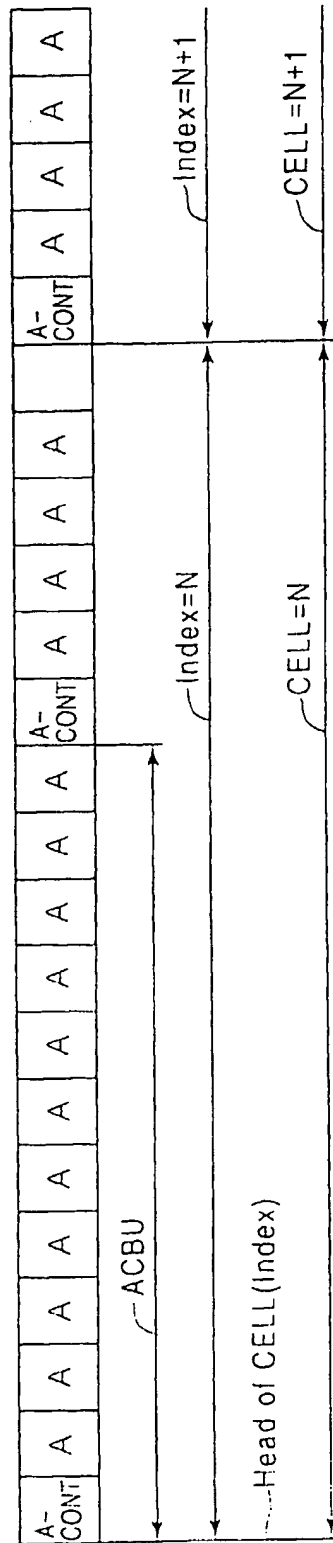 A-CONT A A A A A A A A A A A A-CONT A A A A A-CONT A A A A
ACBU
Index=N
Index=N+1
Head of CELL(Index)
CELL=N
CELL=N+1